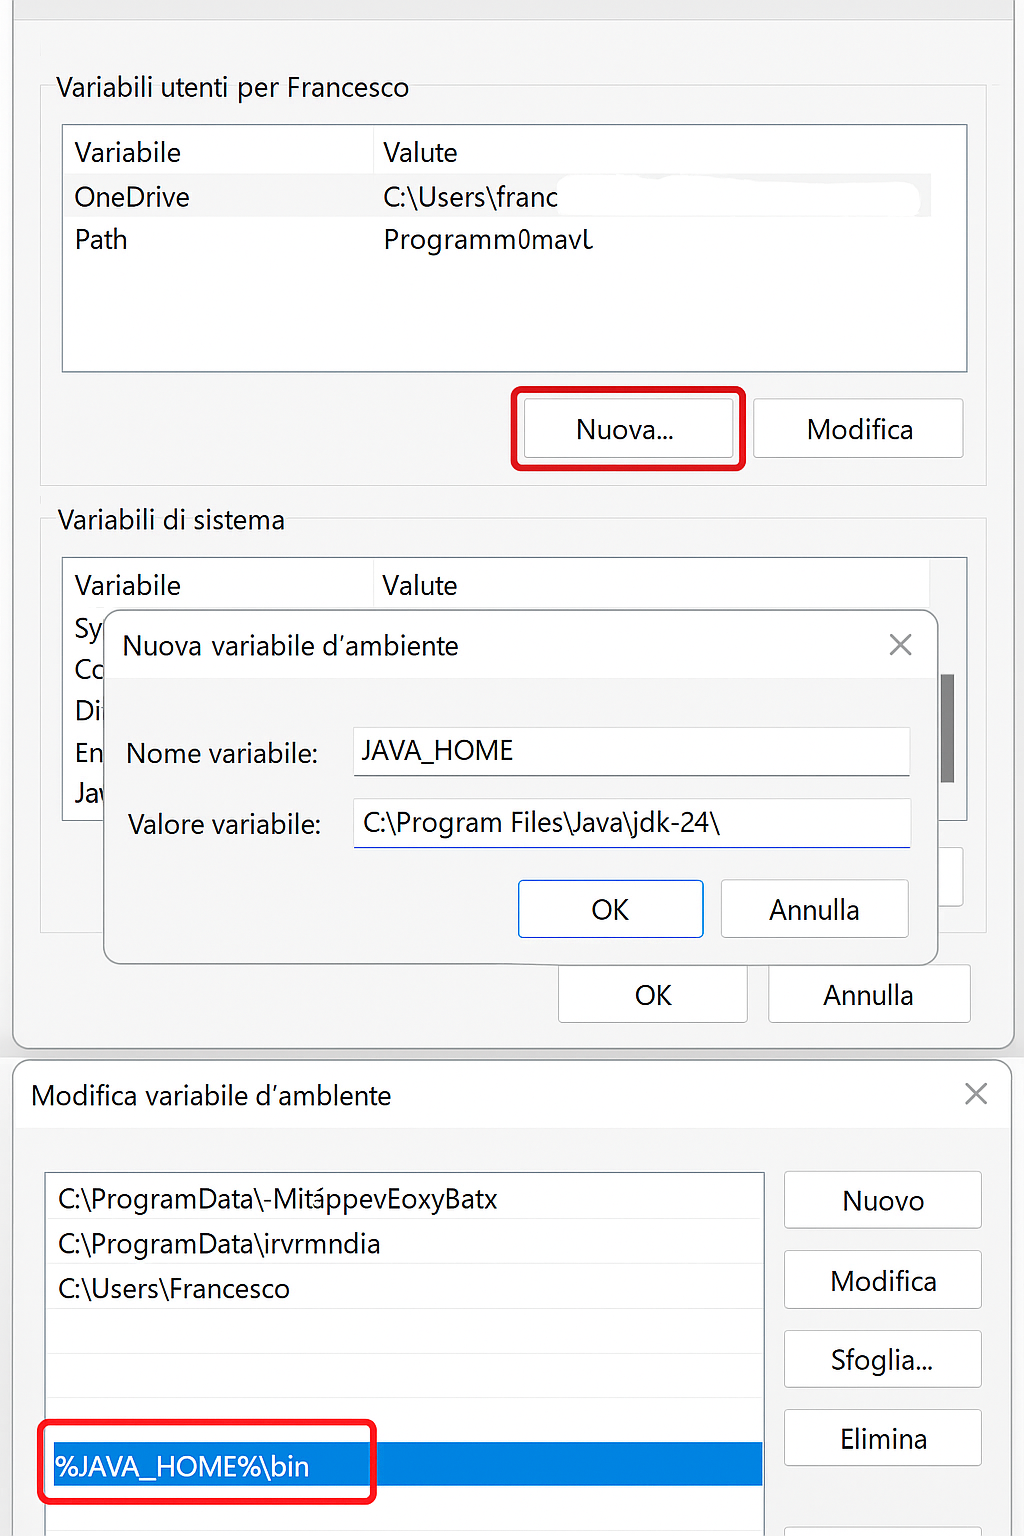 Variabili utenti per Francesco
Variabile Valute
OneDrive C:\Users\franc
Path Programm0mavl
Nuova... Modifica
Variabili di sistema
Variabile Valute
Sy
Co
Di
En
Jav
Nuova variabile d'ambiente
Nome variabile: JAVA_HOME
Valore variabile: C:\Program Files\Java\jdk-24\
OK Annulla
OK Annulla
Modifica variabile d'amblente
C:\ProgramData\-MitáppevEoxyBatx
C:\ProgramData\irvrmndia
C:\Users\Francesco
%JAVA_HOME%\bin
Nuovo
Modifica
Sfoglia...
Elimina